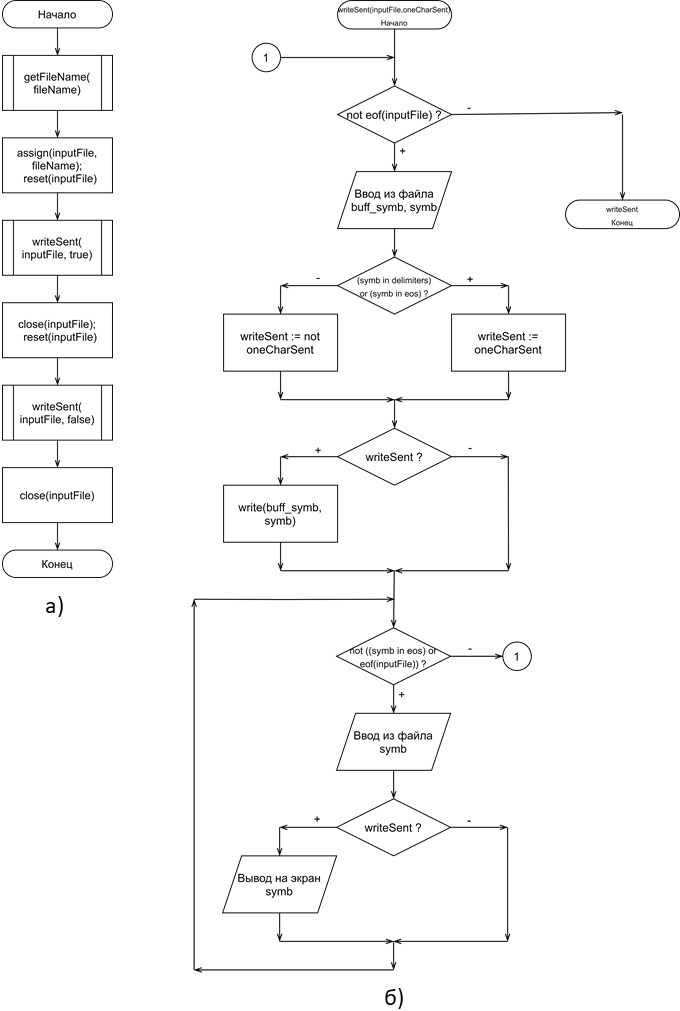 Начало
getFileName(
fileName)
assign(inputFile,
fileName);
reset(inputFile)
writeSent(
inputFile, true)
close(inputFile);
reset(inputFile)
writeSent(
inputFile, false)
close(inputFile)
Конец
а)
writeSent(inputFile,oneCharSent)
Начало
1
not eof(inputFile) ?
-
+
Ввод из файла
buff_symb, symb
writeSent
Конец
(symb in delimiters)
or (symb in eos) ?
-
+
writeSent := not
oneCharSent
writeSent :=
oneCharSent
writeSent ?
+
-
write(buff_symb,
symb)
not ((symb in eos) or
eof(inputFile)) ?
-
1
+
Ввод из файла
symb
writeSent ?
+
-
Вывод на экран
symb
б)